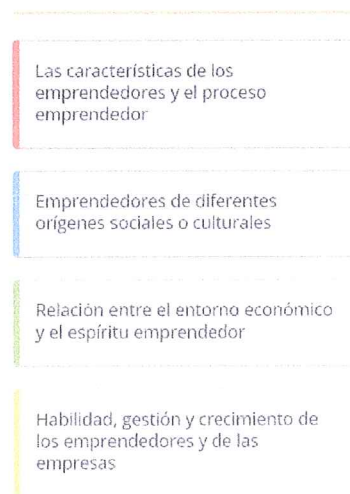 Las características de los
emprendedores y el proceso
emprendedor
Emprendedores de diferentes
orígenes sociales o culturales
Relación entre el entorno económico
y el espíritu emprendedor
Habilidad, gestión y crecimiento de
los emprendedores y de las
empresas